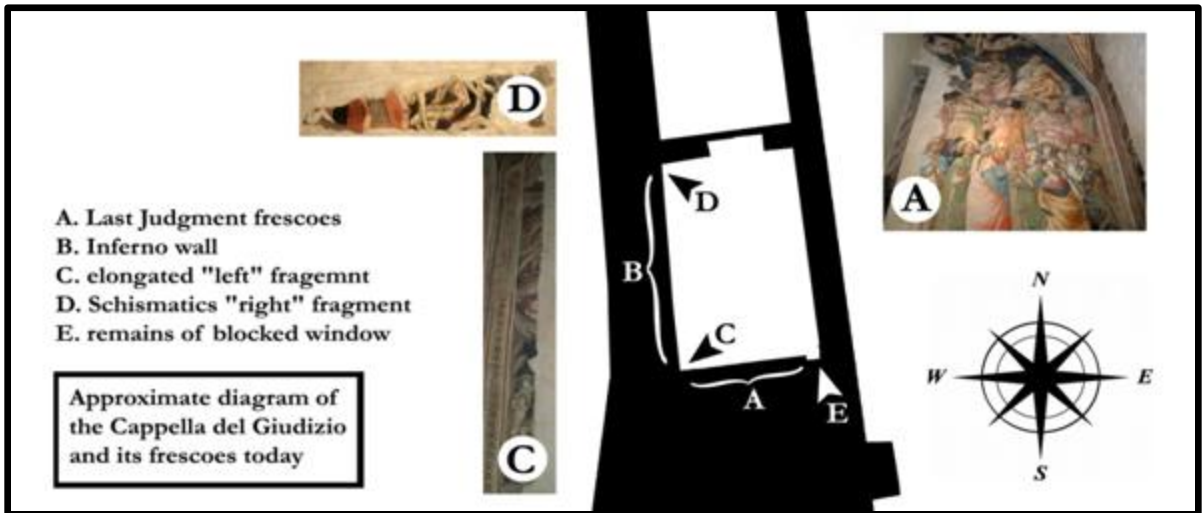 D
A
A. Last Judgment frescoes
B. Inferno wall
C. elongated "left" fragemnt
D. Schismatics "right" fragment
E. remains of blocked window
Approximate diagram of
the Cappella del Giudizio
and its frescoes today
C
D
B
C
A
E
N
W
E
S